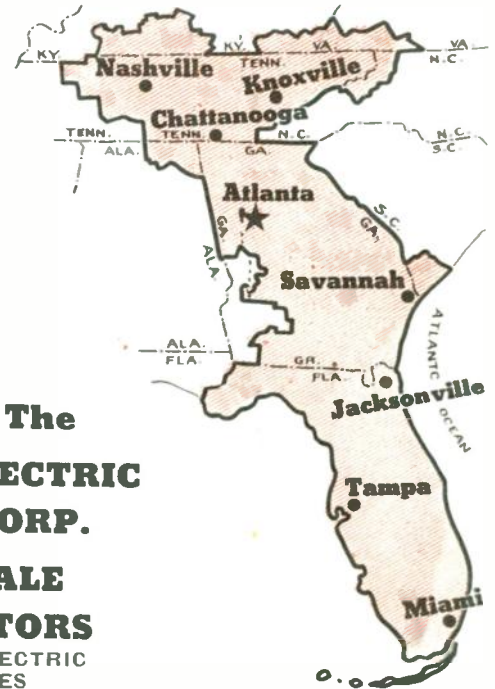 KY. KY. VA. VA.
TENN. N.C.
Nashville
Knoxville
Chattanooga
TENN. TENN. N.C. N.C.
ALA. GA. S.C.
Atlanta
S.C.
GA. GA.
ALA.
Savannah
ATLANTC OCEAN
ALA. GA.
FLA. FLA.
Jacksonville
The
ECTRIC
ORP.
Tampa
ALE
TORS
ECTRIC
ES
Miami